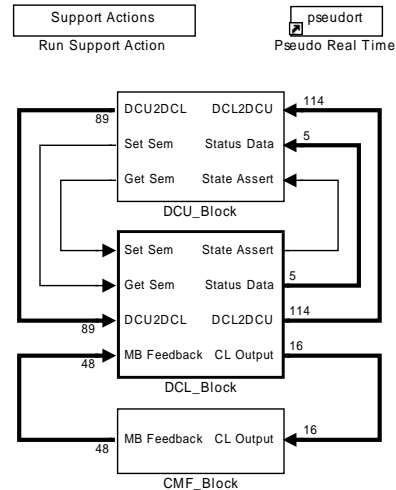 Support Actions
Run Support Action
pseudort
Pseudo Real Time
DCU2DCL DCL2DCU 114
89
Set Sem Status Data 5
Get Sem State Assert
DCU_Block
Set Sem State Assert
Get Sem Status Data 5
DCU2DCL DCL2DCU 114
89
MB Feedback CL Output 16
48
DCL_Block
MB Feedback CL Output 16
48
CMF_Block